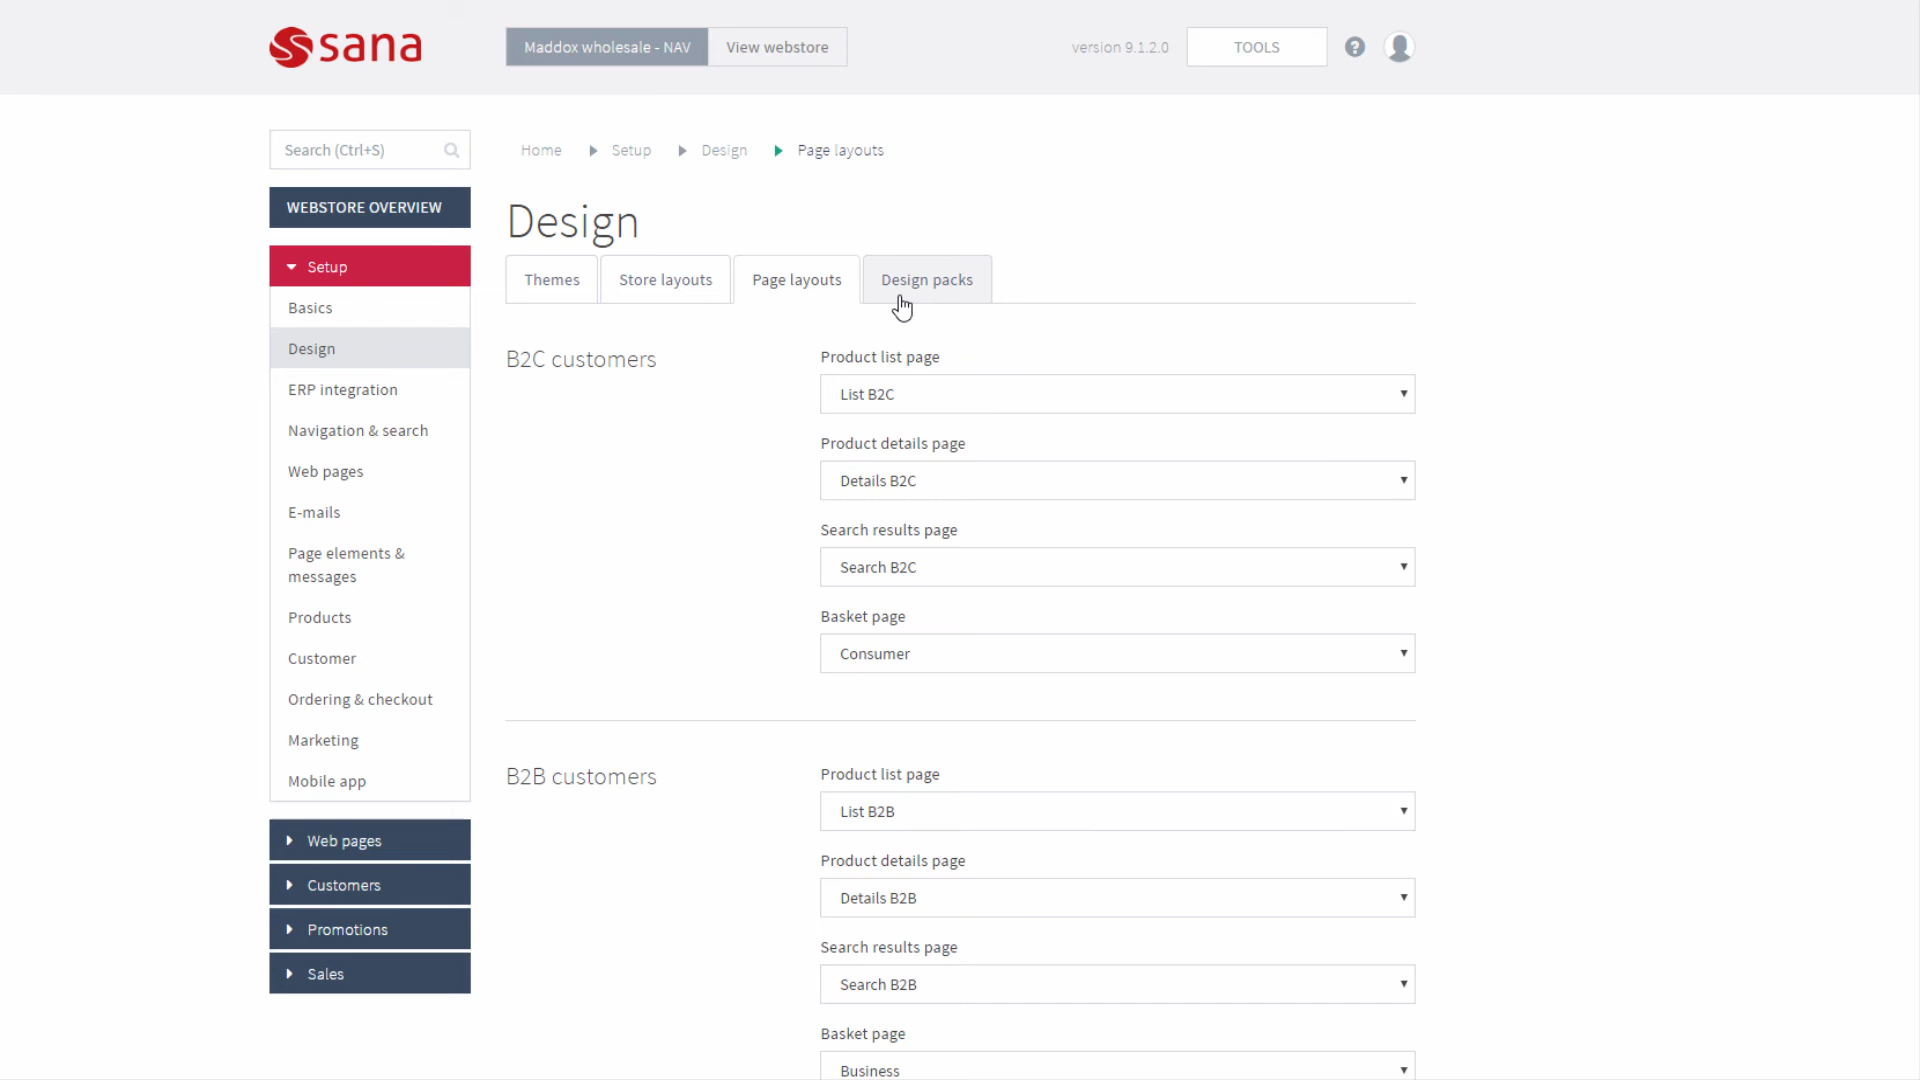 sana
Maddox wholesale - NAV
View webstore
version 9.1.2.0
TOOLS
?
Search (Ctrl+S)
WEBSTORE OVERVIEW
Setup
Basics
Design
ERP integration
Navigation & search
Web pages
E-mails
Page elements &
messages
Products
Customer
Ordering & checkout
Marketing
Mobile app
Web pages
Customers
Promotions
Sales
Home Setup Design Page layouts
Design
Themes
Store layouts
Page layouts
Design packs
B2C customers
Product list page
List B2C
Product details page
Details B2C
Search results page
Search B2C
Basket page
Consumer
B2B customers
Product list page
List B2B
Product details page
Details B2B
Search results page
Search B2B
Basket page
Business